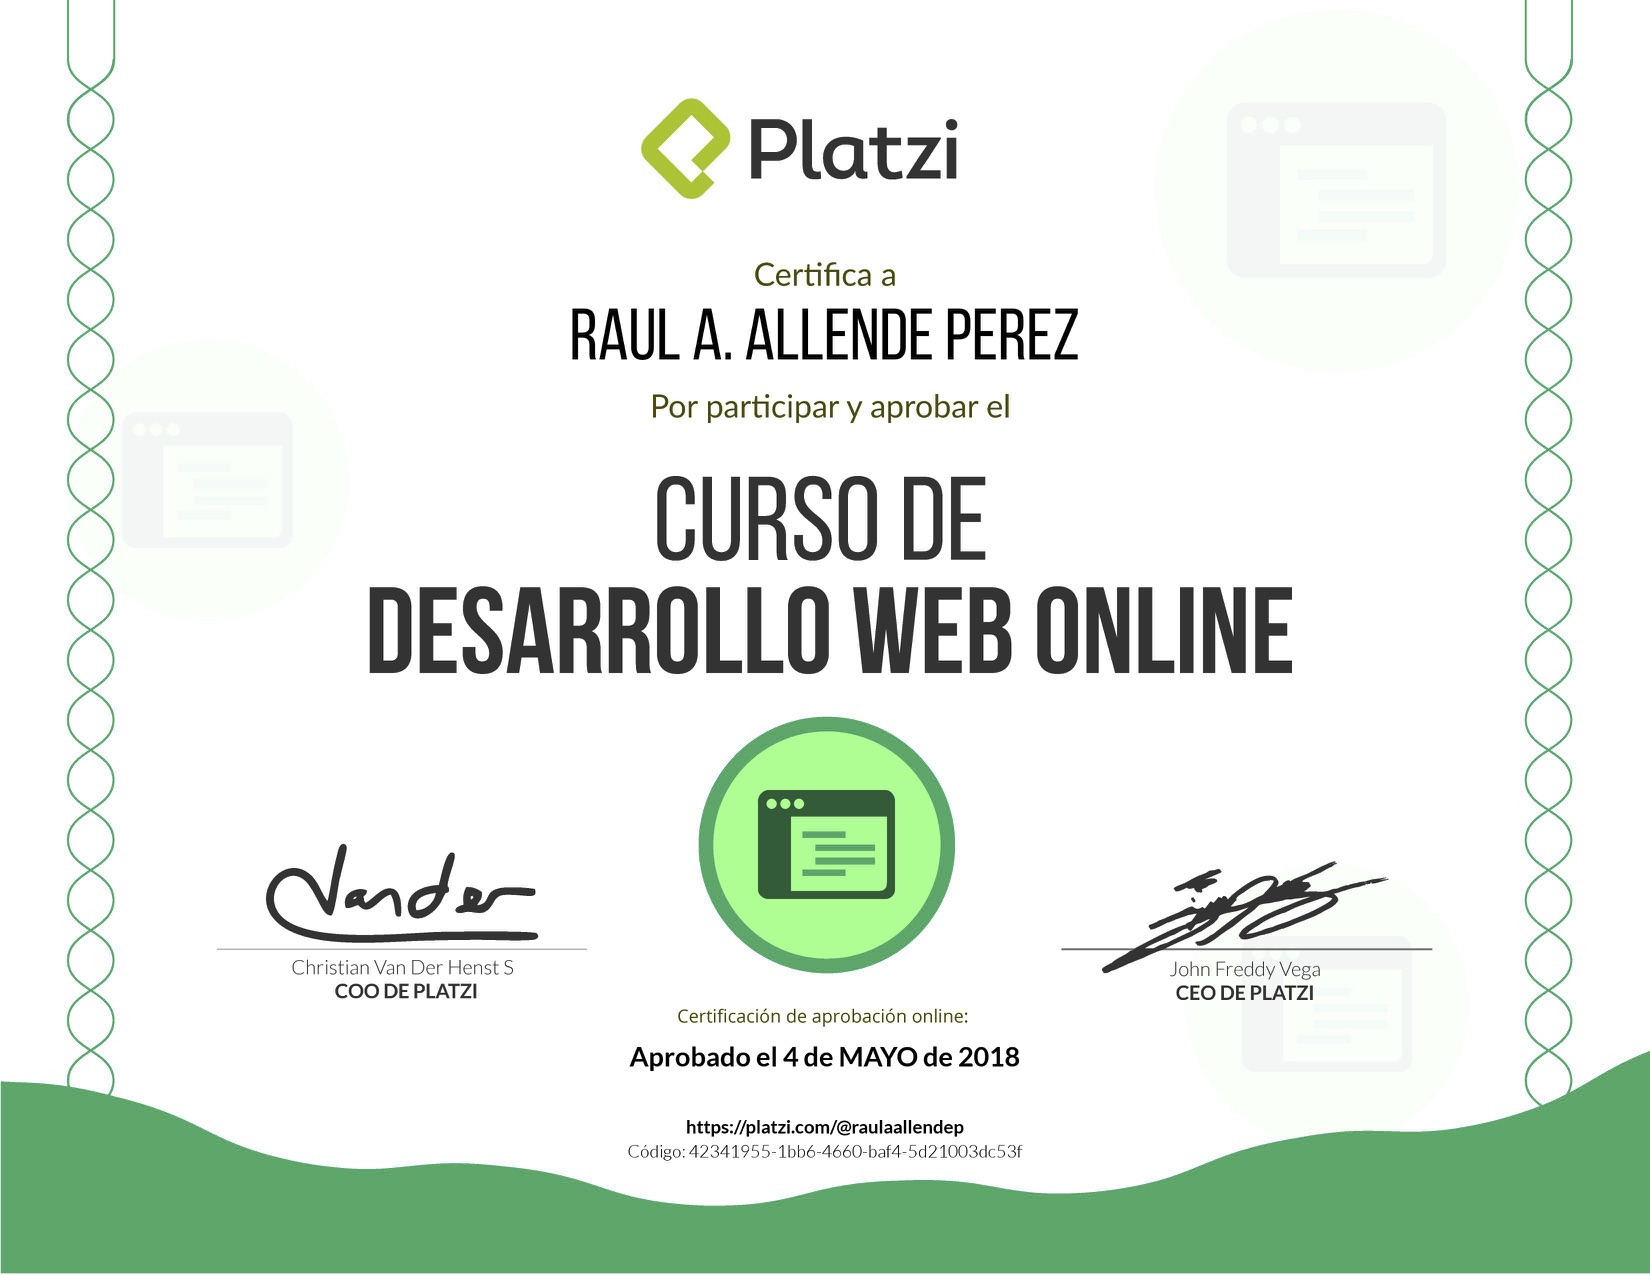 Platzi
Certifica a
RAUL A. ALLENDE PEREZ
Por participar y aprobar el
CURSO DE
DESARROLLO WEB ONLINE
Vander
Christian Van Der Henst S
COO DE PLATZI
John Freddy Vega
CEO DE PLATZI
Certificación de aprobación online:
Aprobado el 4 de MAYO de 2018
https://platzi.com/@raulaallendep
Código: 42341955-1bb6-4660-baf4-5d21003dc53f